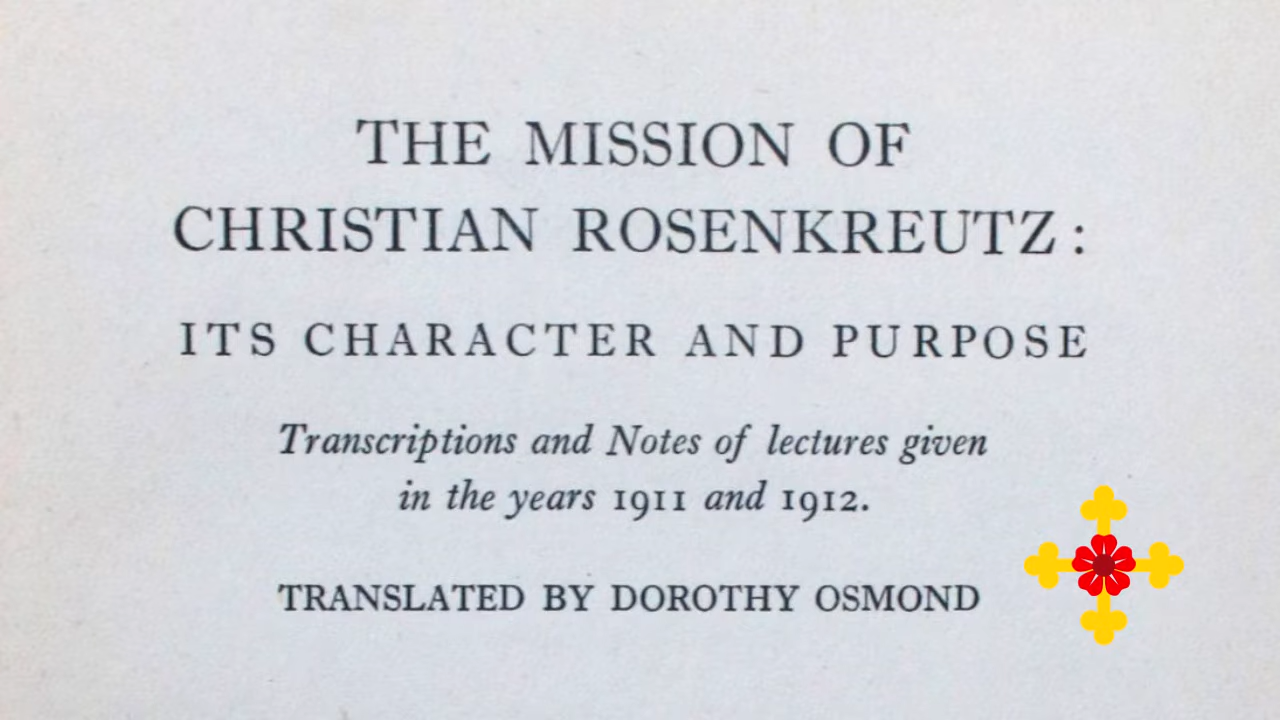 THE MISSION OF
CHRISTIAN ROSENKREUTZ :
ITS CHARACTER AND PURPOSE
Transcriptions and Notes of lectures given
in the years 1911 and 1912.
TRANSLATED BY DOROTHY OSMOND